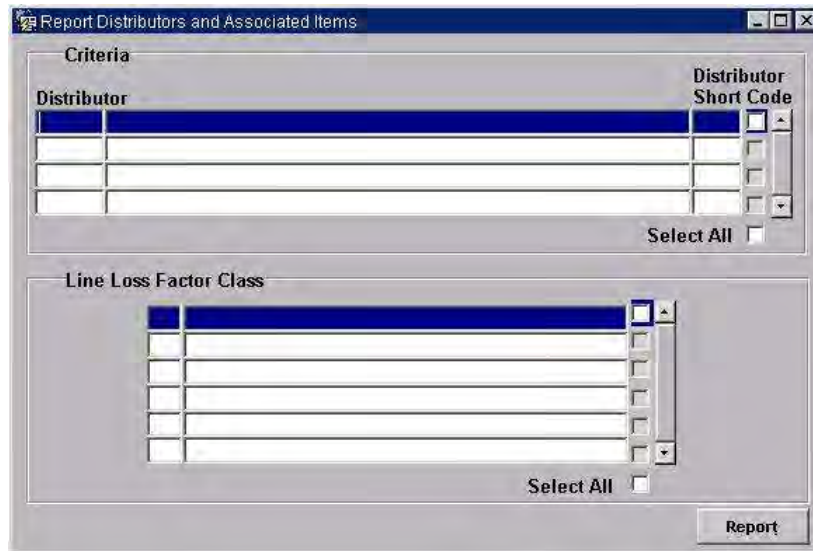 Report Distributors and Associated Items
Criteria
Distributor
Distributor
Short Code
Select All
Line Loss Factor Class
Select All
Report